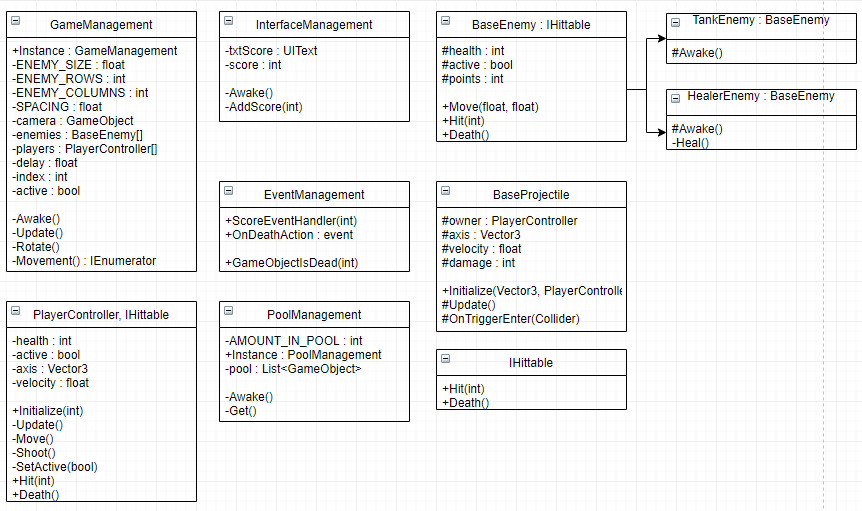 GameManagement
+Instance : GameManagement
-ENEMY_SIZE : float
-ENEMY_ROWS : int
-ENEMY_COLUMNS : int
-SPACING : float
-camera : GameObject
-enemies : BaseEnemy[]
-players : PlayerController[]
-delay : float
-index : int
-active : bool
-Awake()
-Update()
-Rotate()
-Movement() : IEnumerator
InterfaceManagement
-txtScore : UIText
-score : int
-Awake()
-AddScore(int)
BaseEnemy : IHittable
#health : int
#active : bool
#points : int
+Move(float, float)
+Hit(int)
+Death()
TankEnemy : BaseEnemy
#Awake()
HealerEnemy : BaseEnemy
#Awake()
-Heal()
EventManagement
+ScoreEventHandler(int)
+OnDeathAction : event
+GameObjectIsDead(int)
BaseProjectile
#owner : PlayerController
#axis : Vector3
#velocity : float
#damage : int
+Initialize(Vector3, PlayerControlle
#Update()
#OnTriggerEnter(Collider)
PlayerController, IHittable
-health : int
-active : bool
-axis : Vector3
-velocity : float
+Initialize(int)
-Update()
-Move()
-Shoot()
-SetActive(bool)
+Hit(int)
+Death()
PoolManagement
-AMOUNT_IN_POOL : int
+Instance : PoolManagement
-pool : List<GameObject>
-Awake()
-Get()
IHittable
+Hit(int)
+Death()